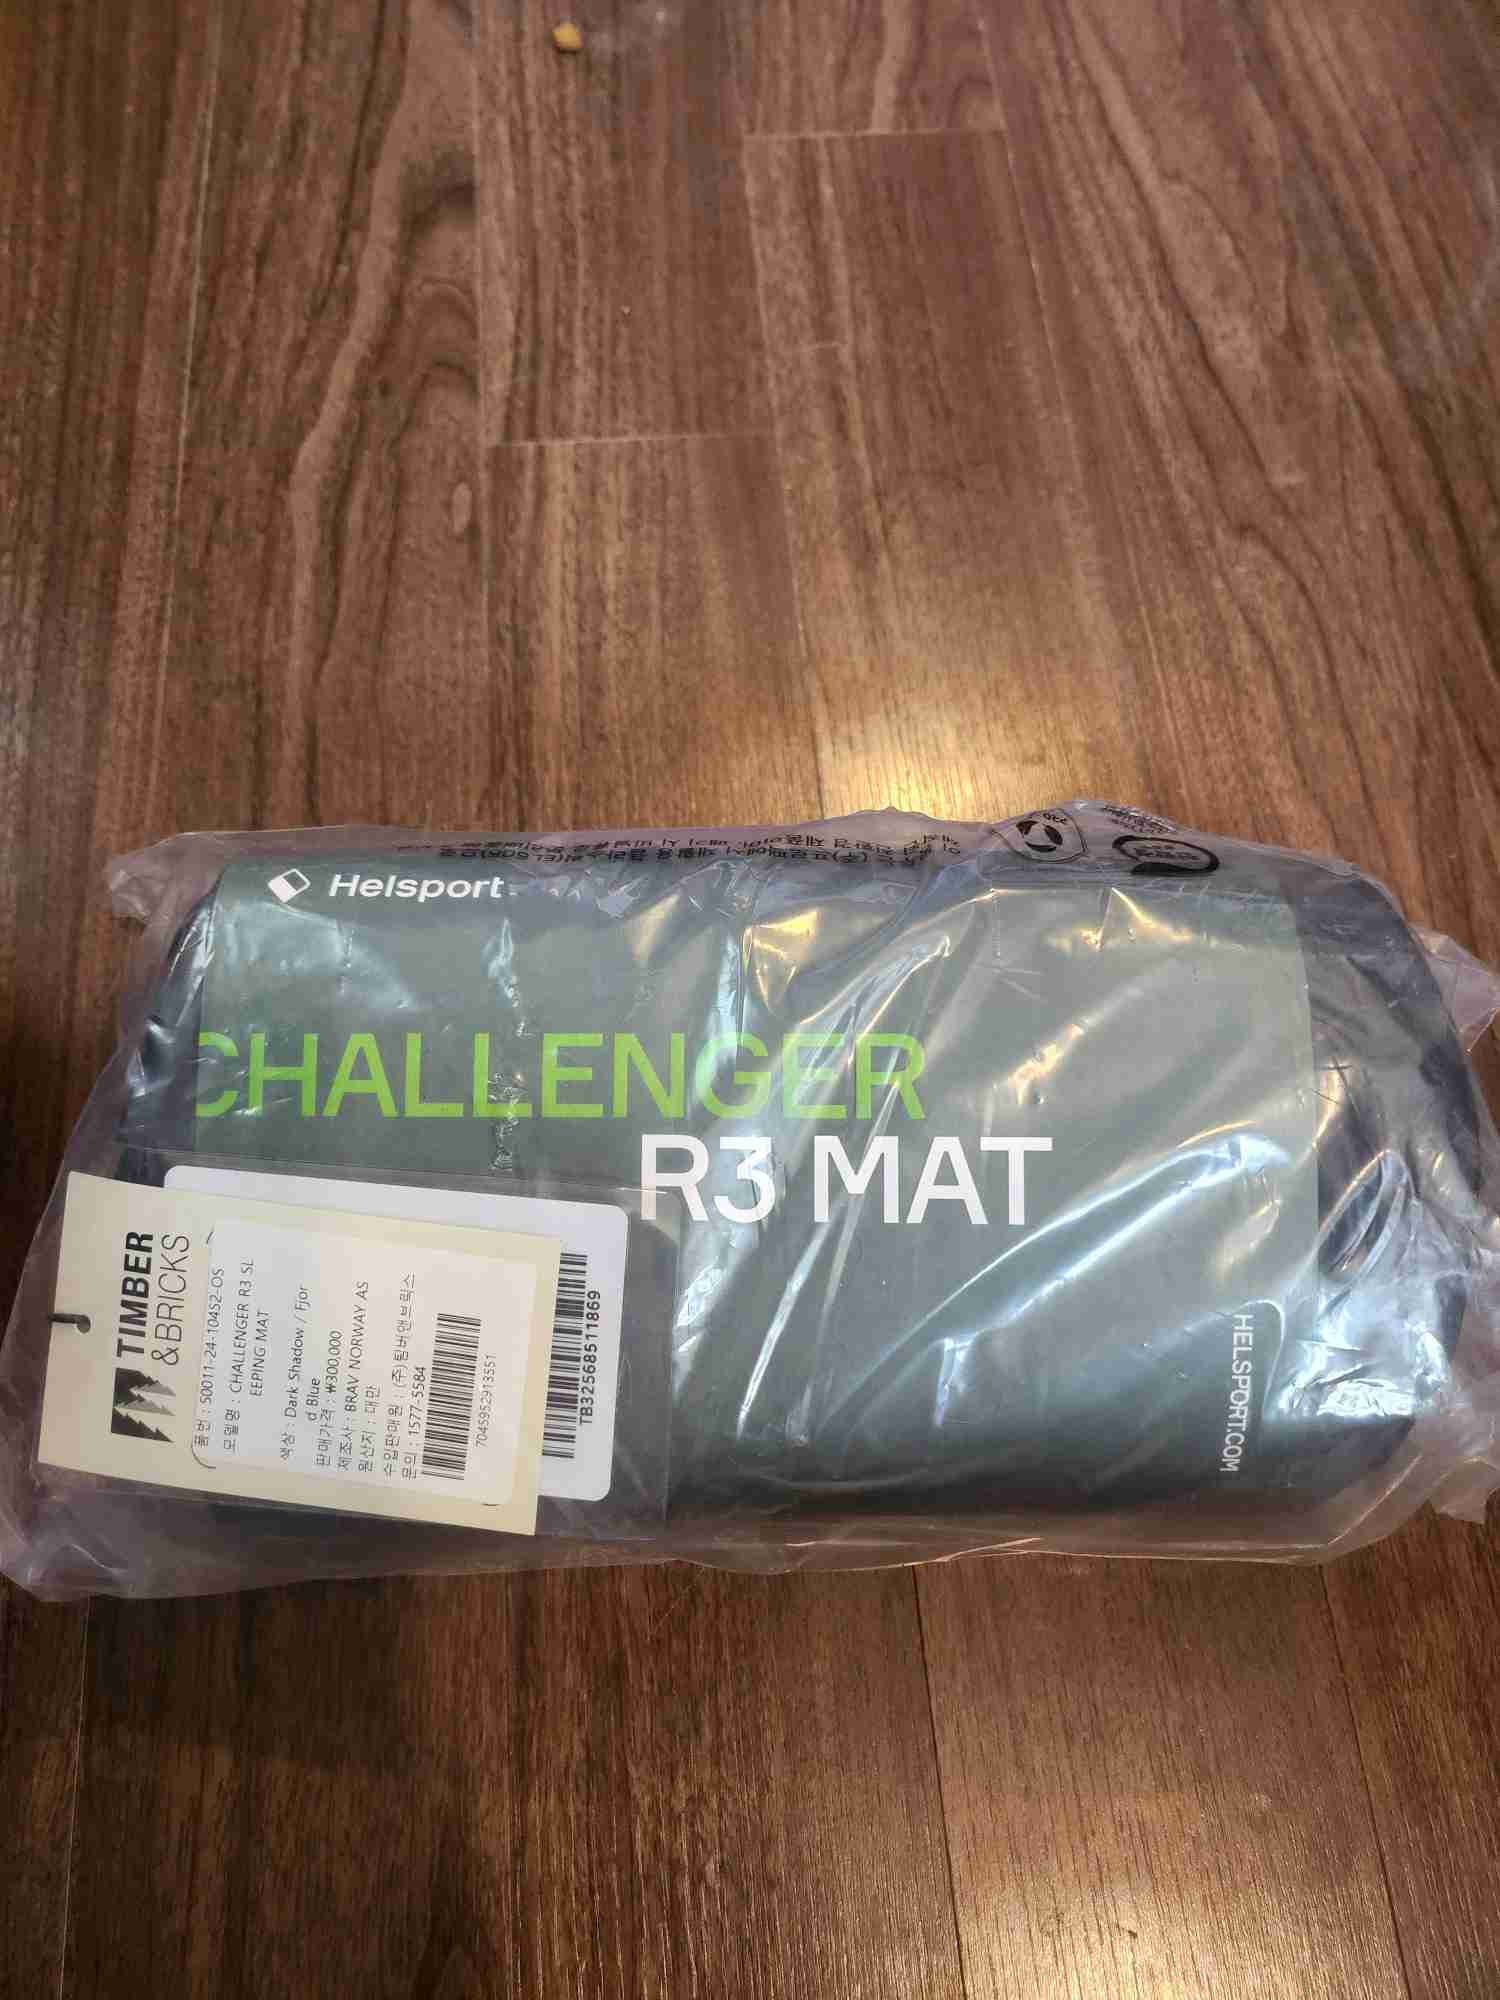 Helsport
CHALLENGER
R3 MAT
HELSPORT.COM
TIMBER
&BRICKS
품번 : 50011-24-10452-OS
모델명 : CHALLENGER R3 SL
EEPING MAT
색상 : Dark Shadow / Fjor
d Blue
판매가격 : ₩300,000
제조사 : BRAV NORWAY AS
원산지 : 대만
수입판매원 : (주)팀버앤브릭스
문의 : 1577-5584
7045952913551
TB32568511869